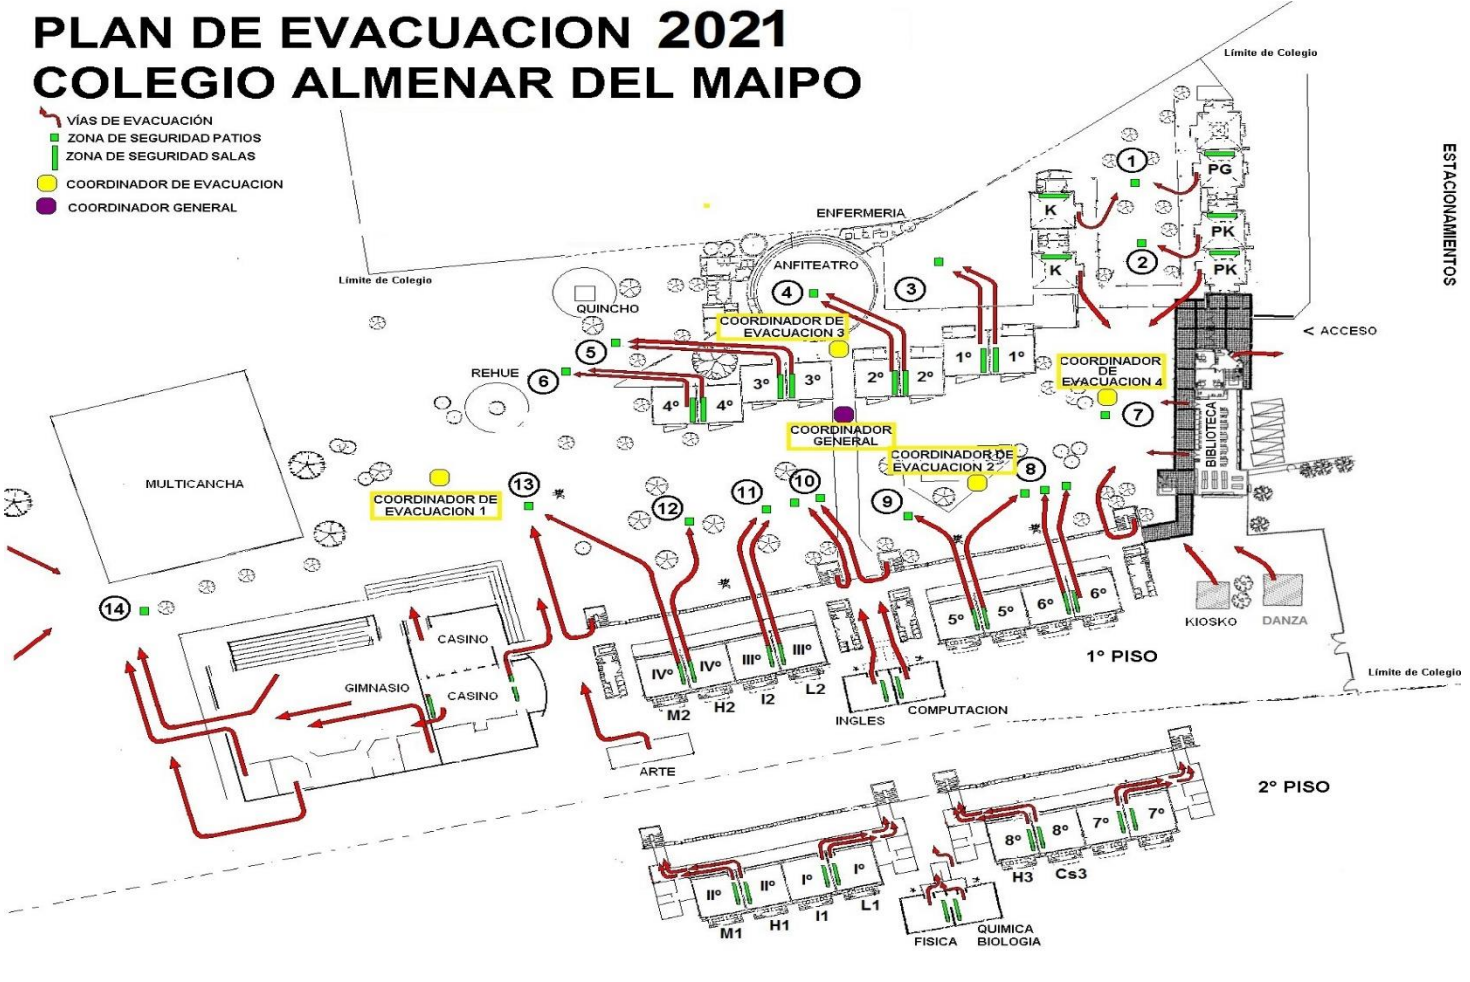 PLAN DE EVACUACION 2021
COLEGIO ALMENAR DEL MAIPO
VÍAS DE EVACUACIÓN
ZONA DE SEGURIDAD PATIOS
ZONA DE SEGURIDAD SALAS
COORDINADOR DE EVACUACION
COORDINADOR GENERAL
Límite de Colegio
ESTACIONAMIENTOS
1
PG
K
PK
2
K
PK
ENFERMERIA
ANFITEATRO
4
3
Límite de Colegio
QUINCHO
< ACCESO
COORDINADOR DE
EVACUACION 3
5
6
REHUE
4º
4º
3º
3º
2º
2º
1º
1º
COORDINADOR
DE
EVACUACION 4
7
BIBLIOTECA
COORDINADOR
GENERAL
COORDINADOR DE
EVACUACION 2
8
MULTICANCHA
COORDINADOR DE
EVACUACION 1
13
12
11
10
9
14
CASINO
CASINO
GIMNASIO
IVº
IVº
IIIº
IIIº
M2
H2
I2
L2
INGLES
COMPUTACION
5º
5º
6º
6º
KIOSKO
DANZA
1º PISO
Límite de Colegio
ARTE
2º PISO
IIº
IIº
Iº
Iº
M1
H1
I1
L1
8º
8º
7º
7º
H3
Cs3
FISICA
QUIMICA
BIOLOGIA